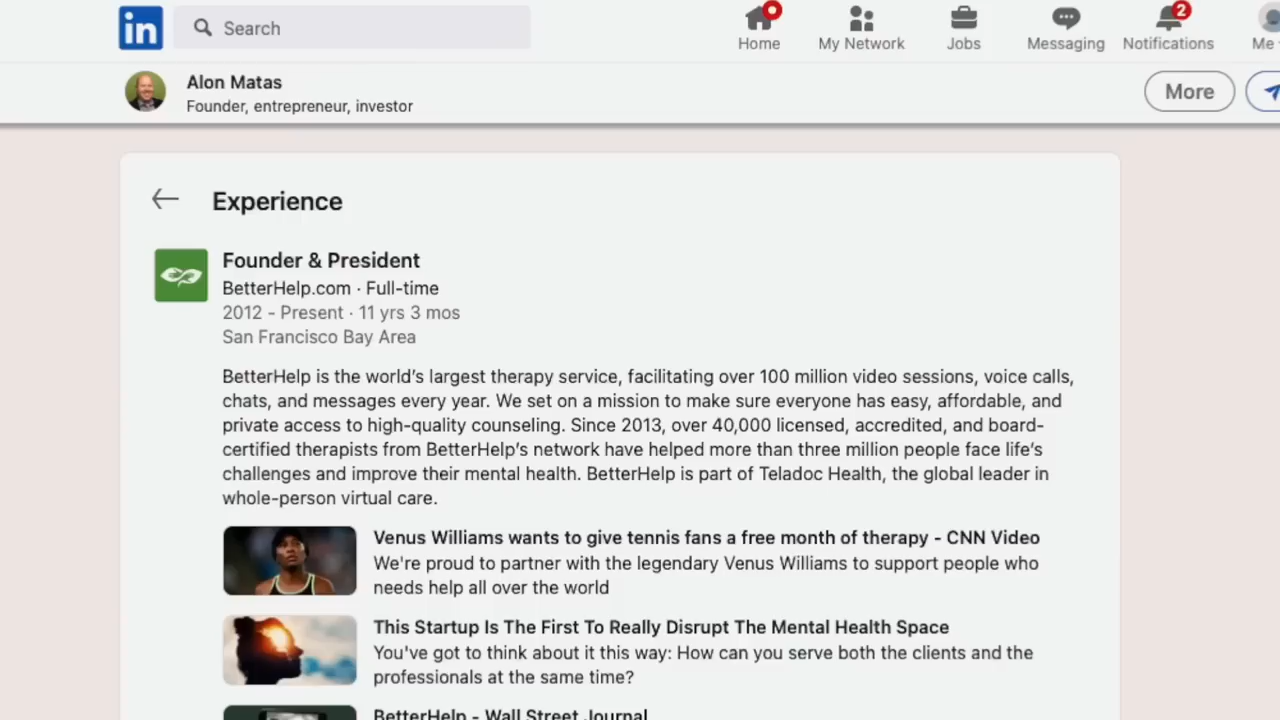 in
Search
Home
My Network
Jobs
Messaging
2
Notifications
Me
Alon Matas
Founder, entrepreneur, investor
More
Experience
Founder & President
BetterHelp.com · Full-time
2012 - Present · 11 yrs 3 mos
San Francisco Bay Area
BetterHelp is the world's largest therapy service, facilitating over 100 million video sessions, voice calls,
chats, and messages every year. We set on a mission to make sure everyone has easy, affordable, and
private access to high-quality counseling. Since 2013, over 40,000 licensed, accredited, and board-
certified therapists from BetterHelp's network have helped more than three million people face life's
challenges and improve their mental health. BetterHelp is part of Teladoc Health, the global leader in
whole-person virtual care.
Venus Williams wants to give tennis fans a free month of therapy - CNN Video
We're proud to partner with the legendary Venus Williams to support people who
needs help all over the world
This Startup Is The First To Really Disrupt The Mental Health Space
You've got to think about it this way: How can you serve both the clients and the
professionals at the same time?
BetterHelp - Wall Street Journal